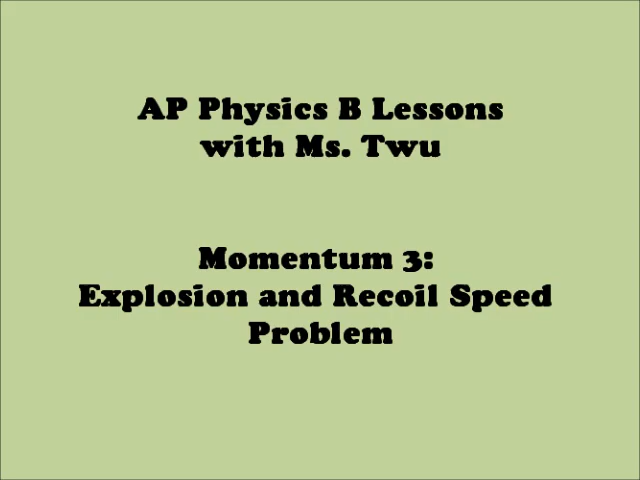 AP Physics B Lessons
with Ms. Twu
Momentum 3:
Explosion and Recoil Speed
Problem